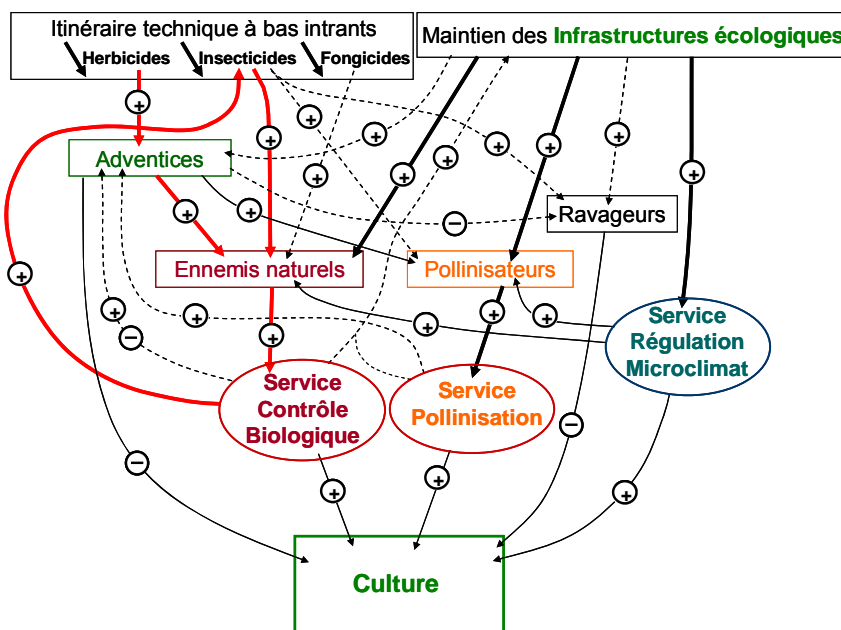 Itinéraire technique à bas intrants
Herbicides Insecticides Fongicides
Maintien des Infrastructures écologiques
+
+
+
+
+
+
+
+
+
Adventices
+
+
−
Ravageurs
Ennemis naturels
Pollinisateurs
+
+
−
+
+
+
+
+
Service
Régulation
Microclimat
Service
Contrôle
Biologique
Service
Pollinisation
−
−
+
+
+
Culture